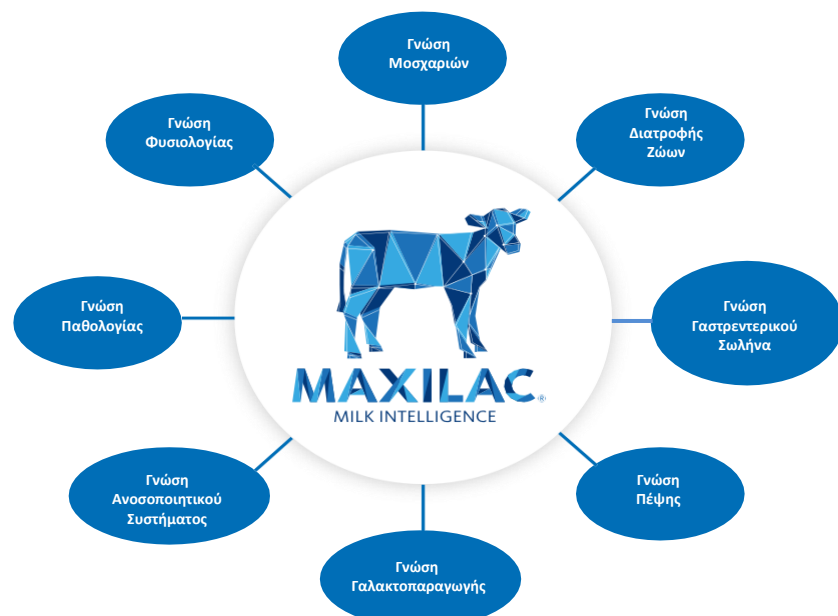 Γνώση
Μοσχαριών
Γνώση
Φυσιολογίας
Γνώση
Διατροφής
Ζώων
Γνώση
Παθολογίας
Γνώση
Γαστρεντερικού
Σωλήνα
MAXILAC®
MILK INTELLIGENCE
Γνώση
Ανοσοποιητικού
Συστήματος
Γνώση
Πέψης
Γνώση
Γαλακτοπαραγωγής